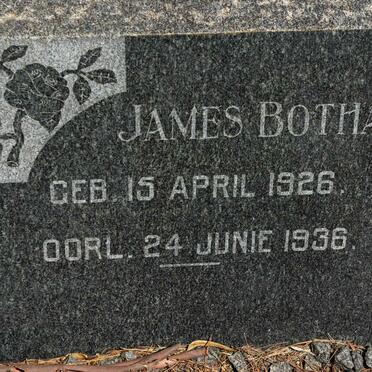 JAMES BOTHA
GEB. 15 APRIL 1926.
OORL. 24 JUNIE 1936.